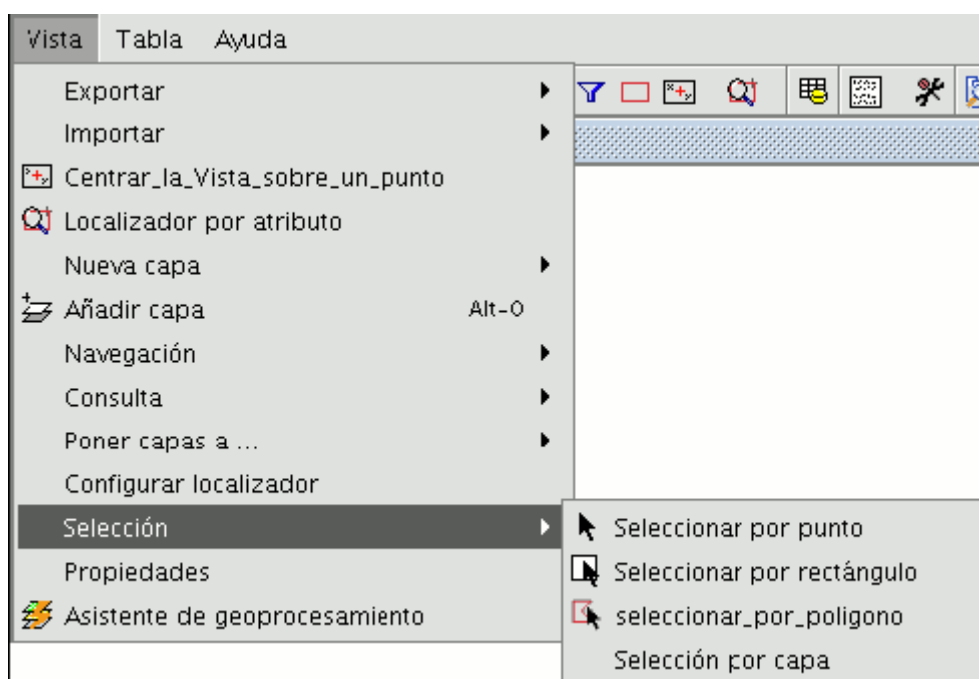 Vista Tabla Ayuda
Exportar
Importar
Centrar_la_Vista_sobre_un_punto
Localizador por atributo
Nueva capa
Añadir capa Alt-O
Navegación
Consulta
Poner capas a ...
Configurar localizador
Selección
Seleccionar por punto
Propiedades
Seleccionar por rectángulo
Asistente de geoprocesamiento
seleccionar_por_poligono
Selección por capa